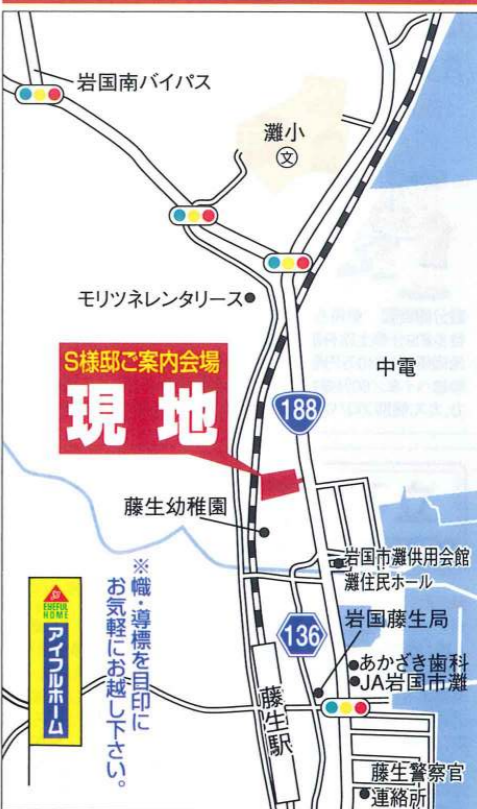 岩国南バイパス
灘小
文
モリツネレンタリース
中電
S様邸ご案内会場
現地
188
藤生幼稚園
岩国市灘供用会館
灘住民ホール
136
岩国藤生局
あかざき歯科
JA岩国市灘
藤生駅
藤生警察官
連絡所
※幟・導標を目印に
お気軽にお越し下さい。
EYEFUL
HOME
アイフルホーム